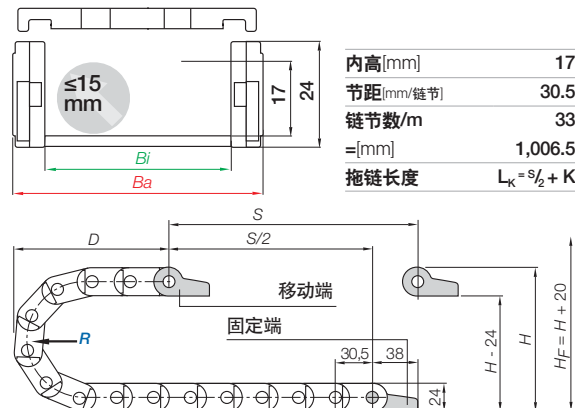 ≤15
mm
17
24
Bi
Ba
内高[mm] 17
节距[mm/链节] 30.5
链节数/m 33
=[mm] 1,006.5
拖链长度 L_K = S/2 + K
S
D
S/2
移动端
固定端
R
30,5
38
24
H - 24
H
H_F = H + 20